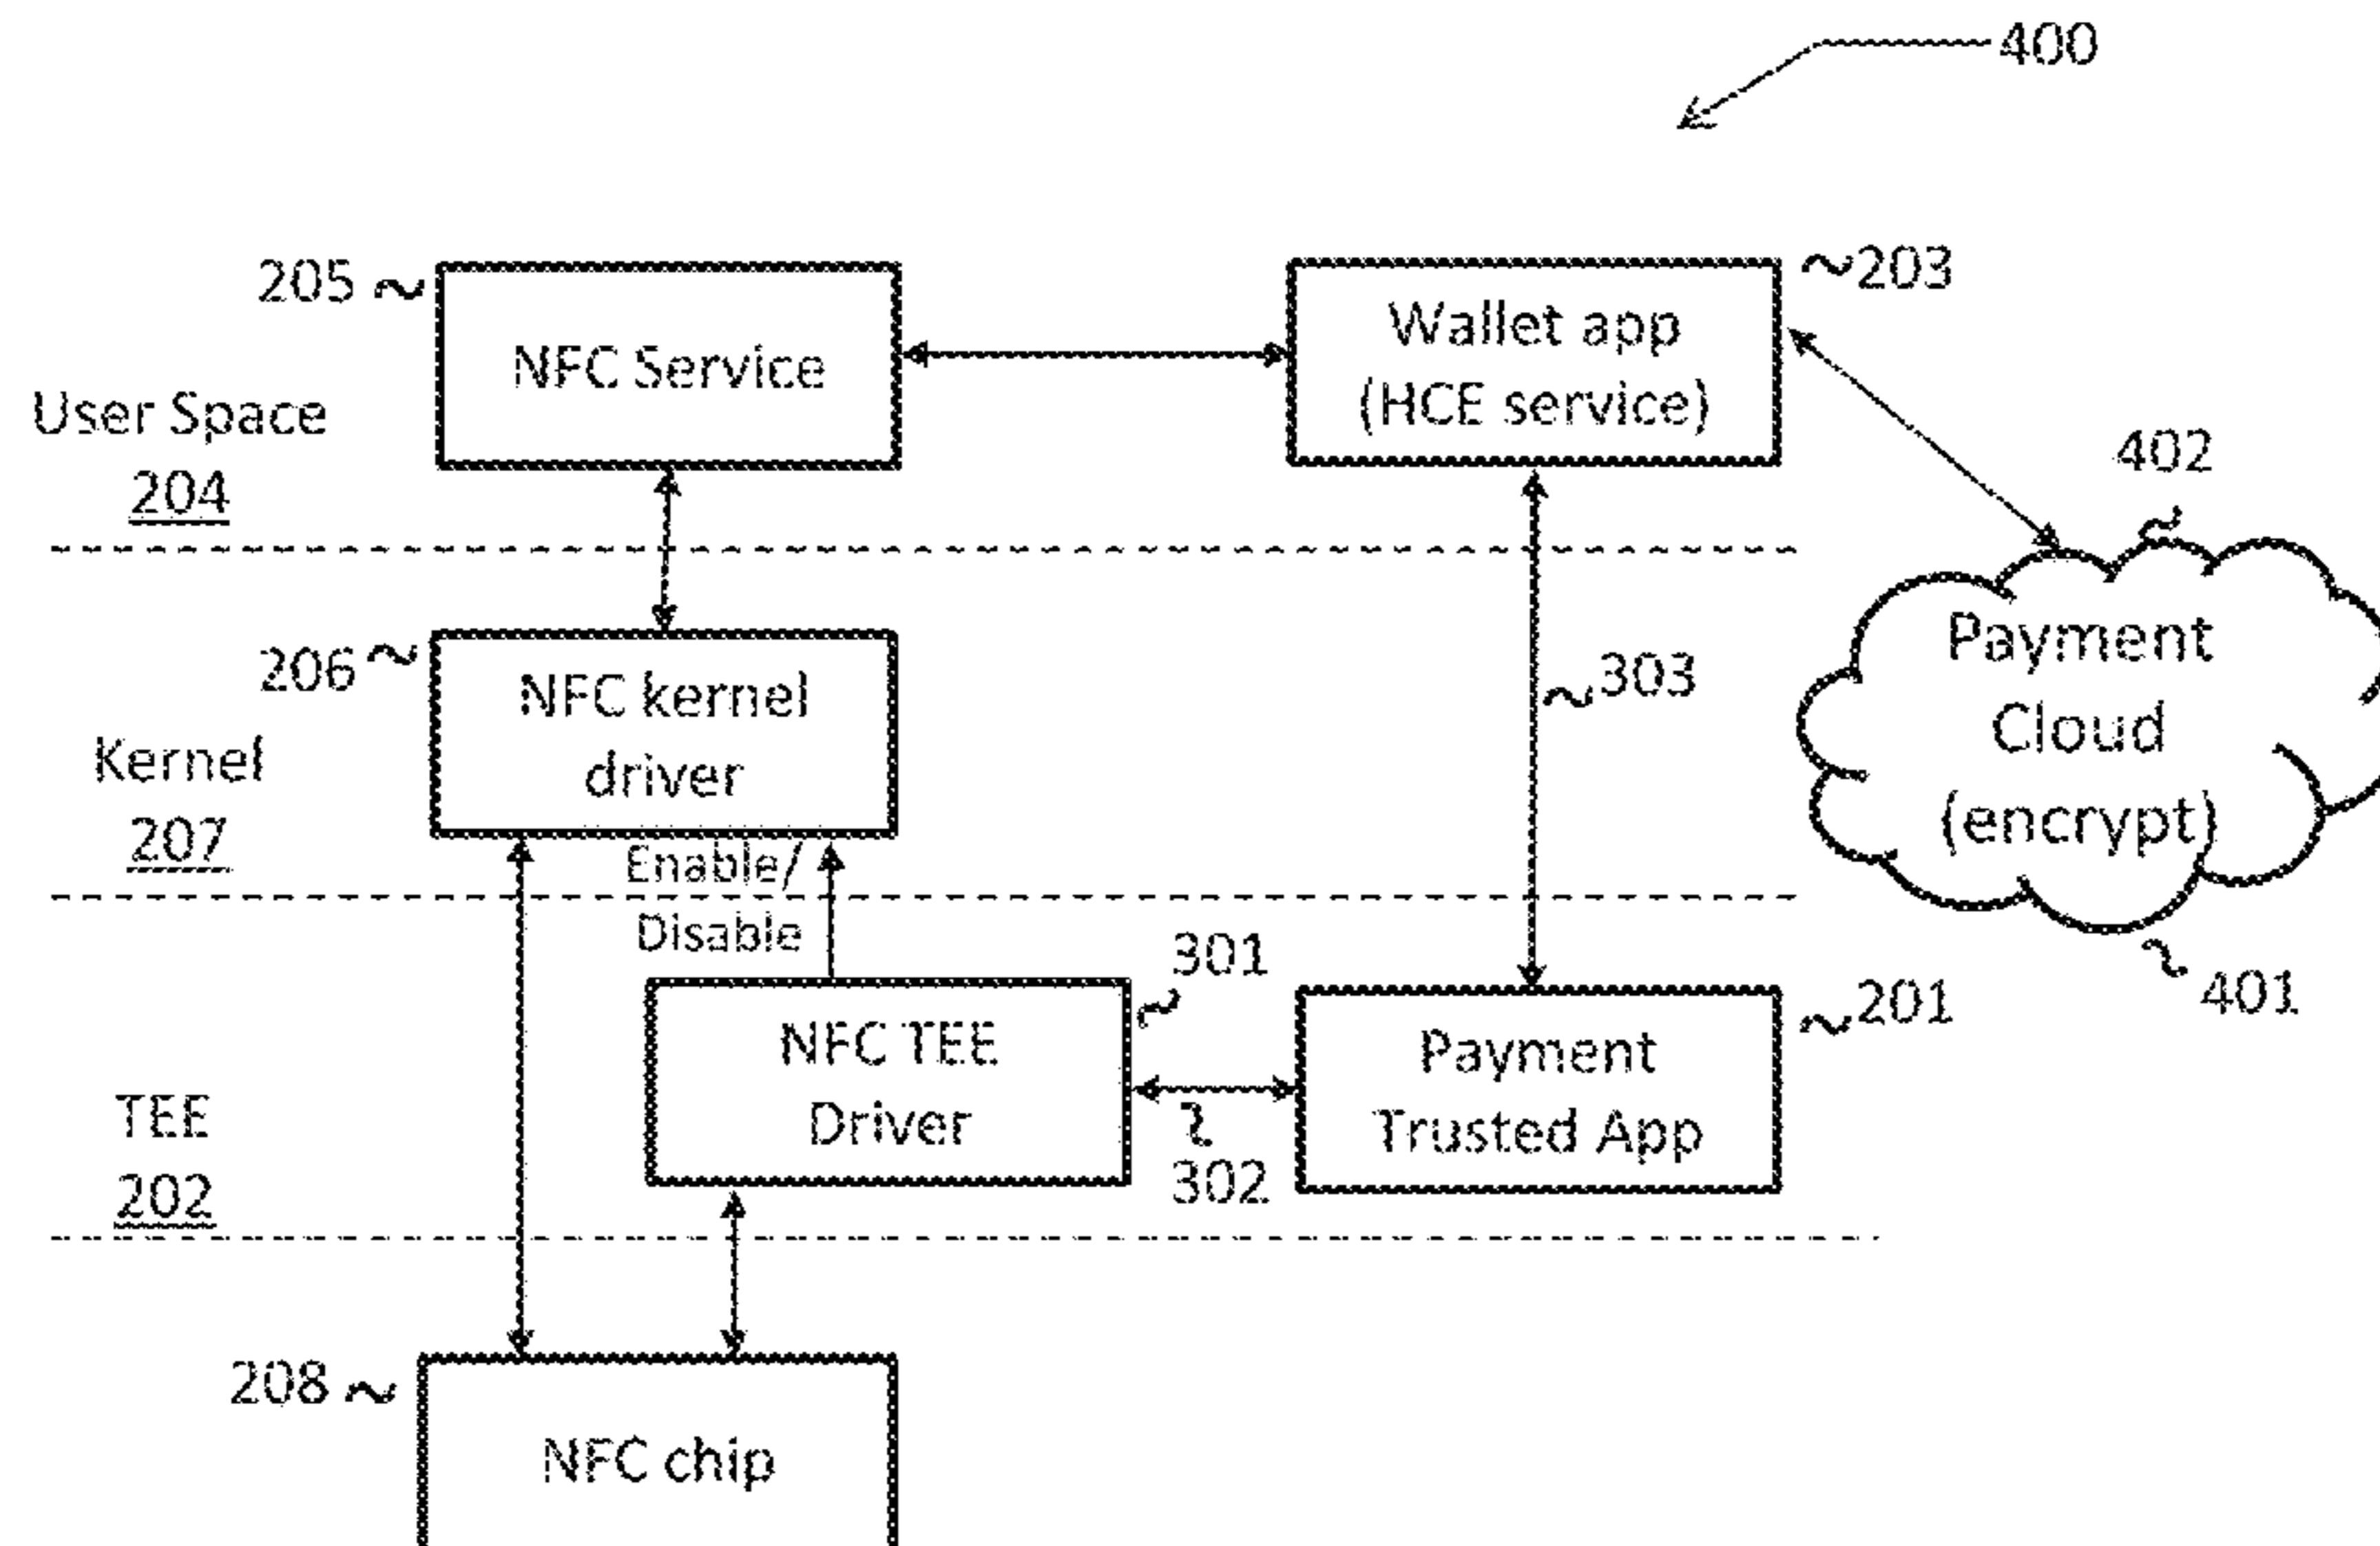 400
205
NFC Service
Wallet app
(HCE service)
203
User Space
204
402
206
NFC kernel
driver
303
Payment
Cloud
(encrypt)
Kernel
207
Enable/
Disable
301
401
NFC TEE
Driver
Payment
Trusted App
201
TEE
202
302
208
NFC chip